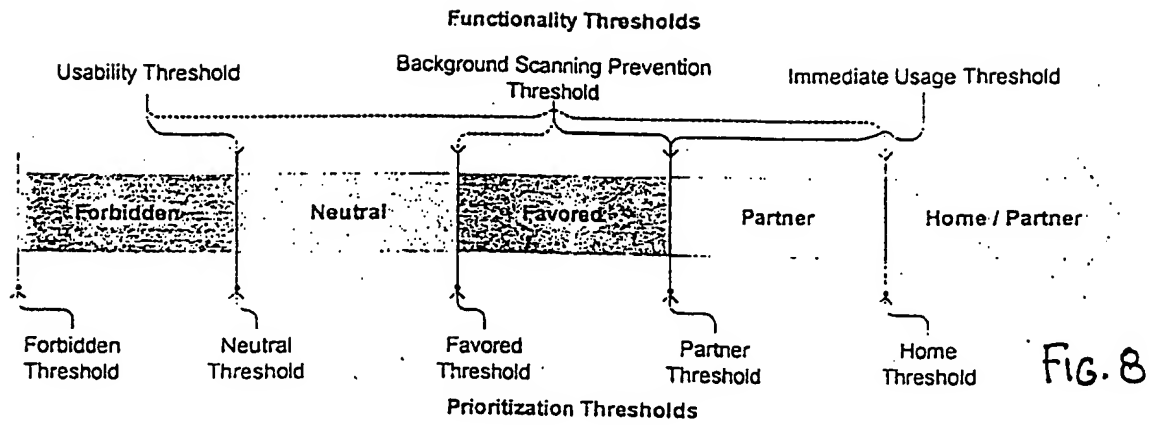 Functionality Thresholds
Usability Threshold
Background Scanning Prevention
Threshold
Immediate Usage Threshold
Forbidden
Neutral
Favored
Partner
Home / Partner
Forbidden
Threshold
Neutral
Threshold
Favored
Threshold
Partner
Threshold
Home
Threshold
FIG. 8
Prioritization Thresholds